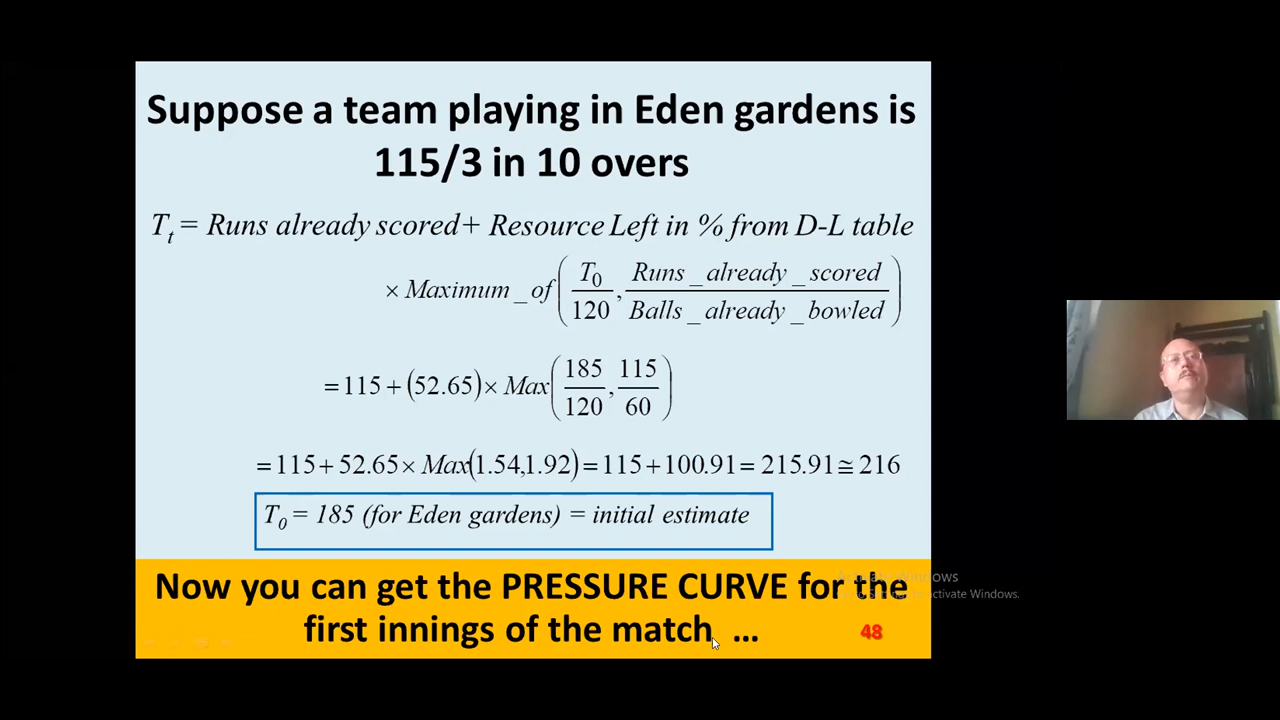 Suppose a team playing in Eden gardens is
115/3 in 10 overs
T_t = Runs already scored + Resource Left in % from D-L table
× Maximum_of(T_0/120, Runs_already_scored/Balls_already_bowled)
= 115 + (52.65) × Max(185/120, 115/60)
= 115 + 52.65 × Max(1.54,1.92) = 115 + 100.91 = 215.91 ≅ 216
T_0 = 185 (for Eden gardens) = initial estimate
Now you can get the PRESSURE CURVE for the
first innings of the match ...
48